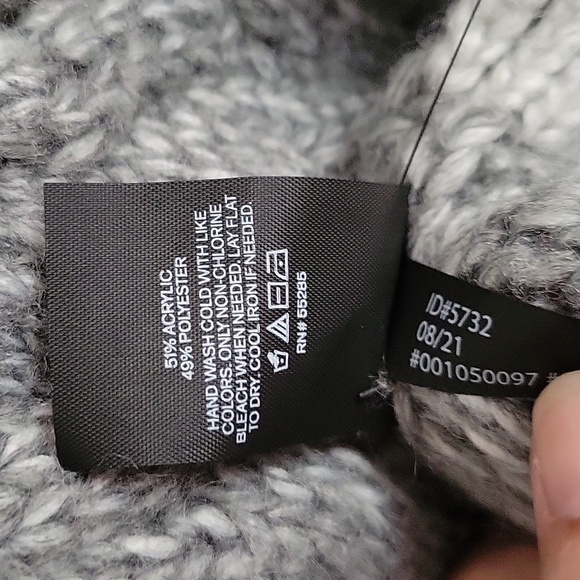 51% ACRYLIC
49% POLYESTER
HAND WASH COLD WITH LIKE
COLORS. ONLY NON-CHLORINE
BLEACH WHEN NEEDED. LAY FLAT
TO DRY. COOL IRON IF NEEDED.
RN# 55285
ID#5732
08/21
#001050097 #